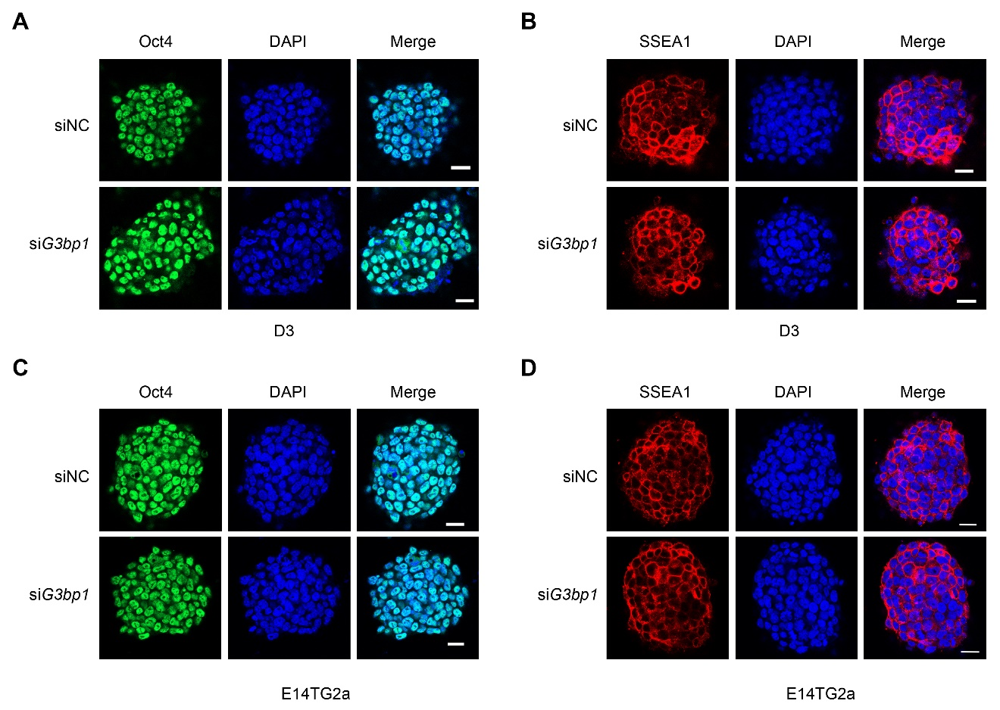 A
Oct4 DAPI Merge
siNC
siG3bp1
D3
B
SSEA1 DAPI Merge
siNC
siG3bp1
D3
C
Oct4 DAPI Merge
siNC
siG3bp1
E14TG2a
D
SSEA1 DAPI Merge
siNC
siG3bp1
E14TG2a